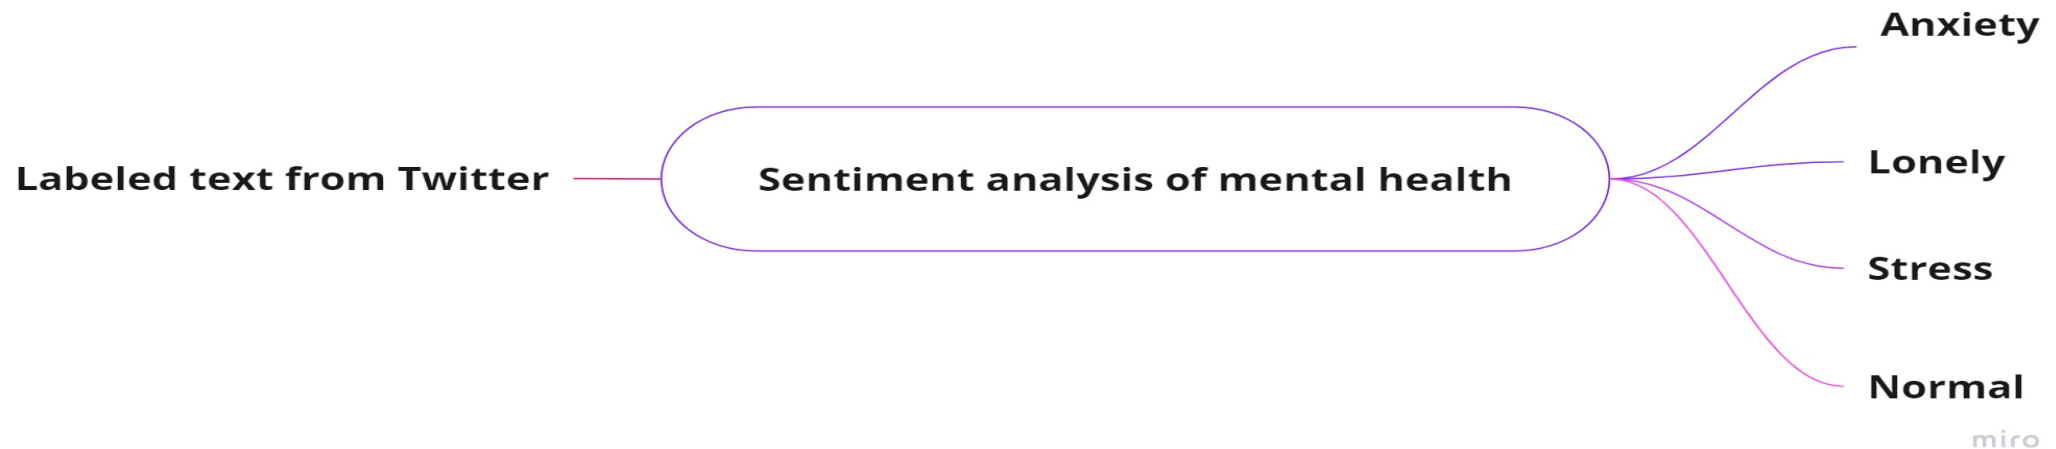 Labeled text from Twitter
Sentiment analysis of mental health
Anxiety
Lonely
Stress
Normal
miro